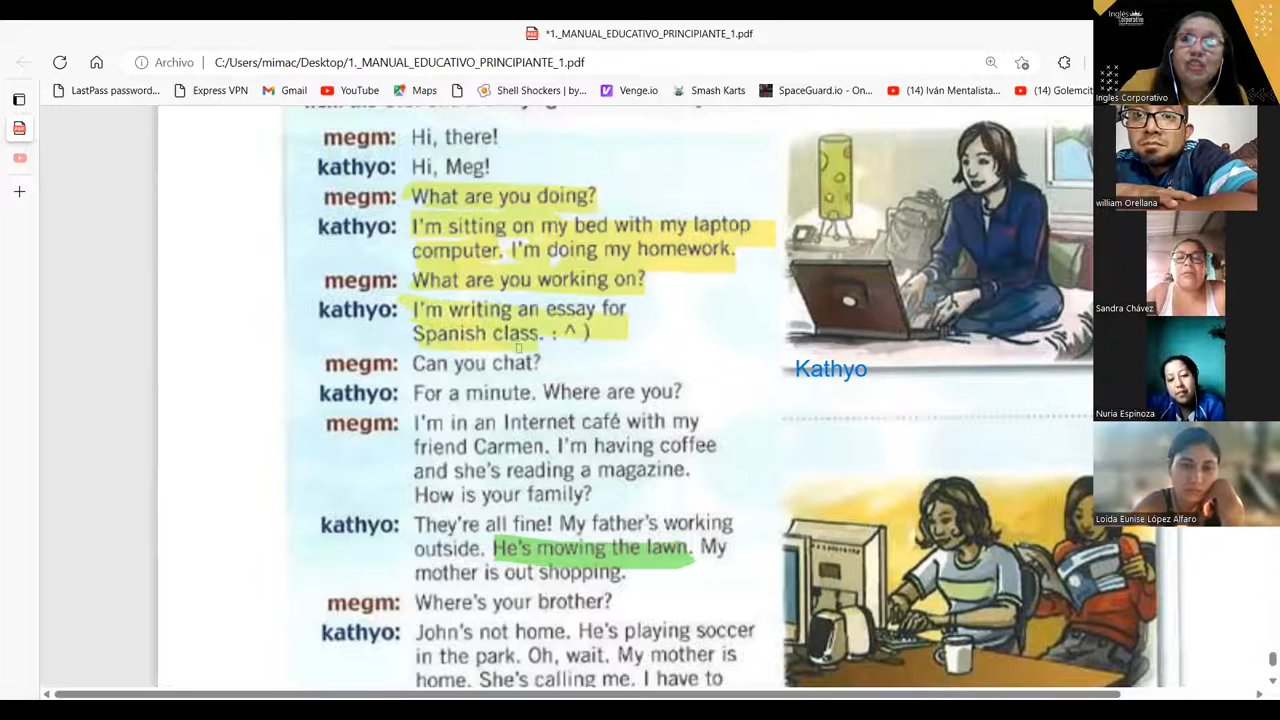 *1._MANUAL_EDUCATIVO_PRINCIPIANTE_1.pdf
Archivo
C:/Users/mimac/Desktop/1._MANUAL_EDUCATIVO_PRINCIPIANTE_1.pdf
LastPass password...
Express VPN
Gmail
YouTube
Maps
Shell Shockers | by...
Venge.io
Smash Karts
SpaceGuard.io - On...
(14) Iván Mentalista...
(14) Golemcit
megm: Hi, there!
kathyo: Hi, Meg!
megm: What are you doing?
kathyo: I'm sitting on my bed with my laptop
computer. I'm doing my homework.
megm: What are you working on?
kathyo: I'm writing an essay for
Spanish class. : ^ )
megm: Can you chat?
kathyo: For a minute. Where are you?
megm: I'm in an Internet café with my
friend Carmen. I'm having coffee
and she's reading a magazine.
How is your family?
kathyo: They're all fine! My father's working
outside. He's mowing the lawn. My
mother is out shopping.
megm: Where's your brother?
kathyo: John's not home. He's playing soccer
in the park. Oh, wait. My mother is
home. She's calling me. I have to
Kathyo
Inglés
Corporativo
Ingles Corporativo
william Orellana
Sandra Chávez
Nuria Espinoza
Loida Eunise López Alfaro